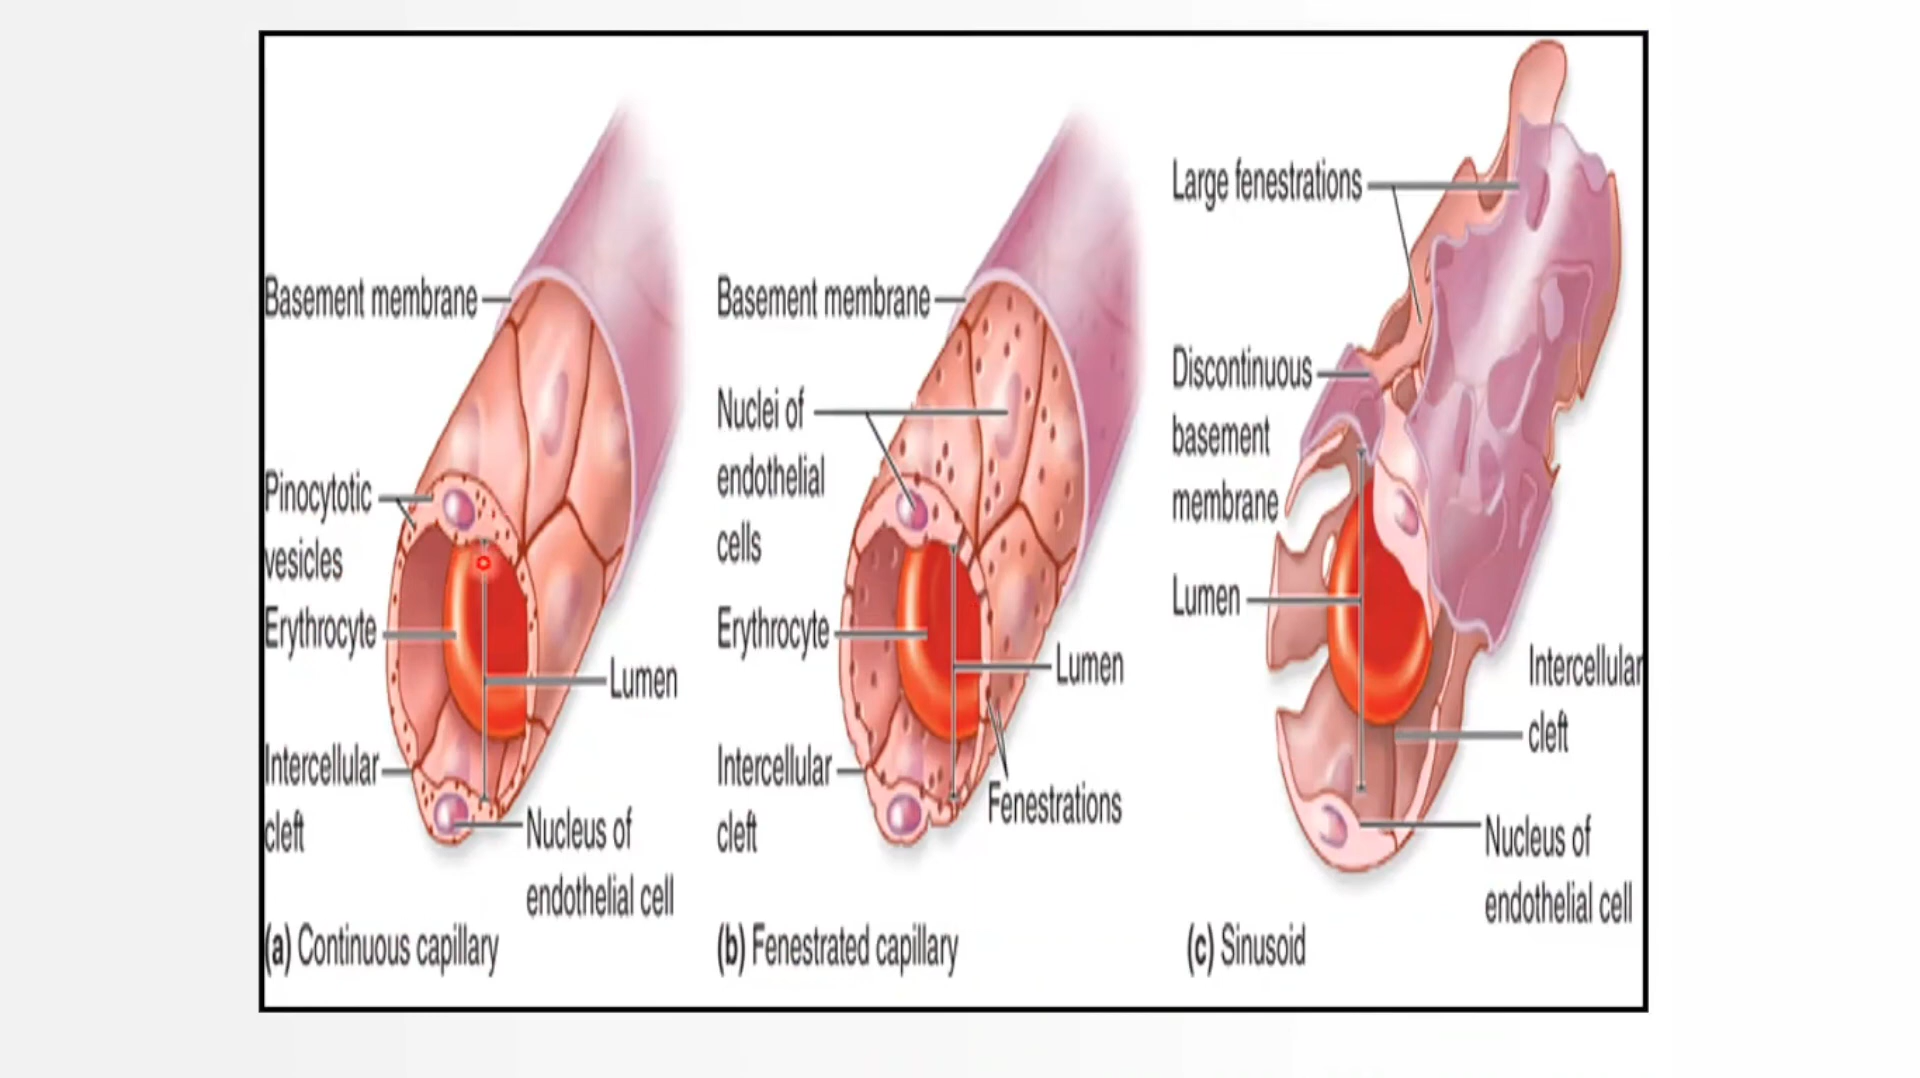 Basement membrane
Pinocytotic
vesicles
Erythrocyte
Lumen
Intercellular
cleft
Nucleus of
endothelial cell
(a) Continuous capillary
Basement membrane
Nuclei of
endothelial
cells
Erythrocyte
Lumen
Intercellular
cleft
Fenestrations
(b) Fenestrated capillary
Large fenestrations
Discontinuous
basement
membrane
Lumen
Intercellular
cleft
Nucleus of
endothelial cell
(c) Sinusoid